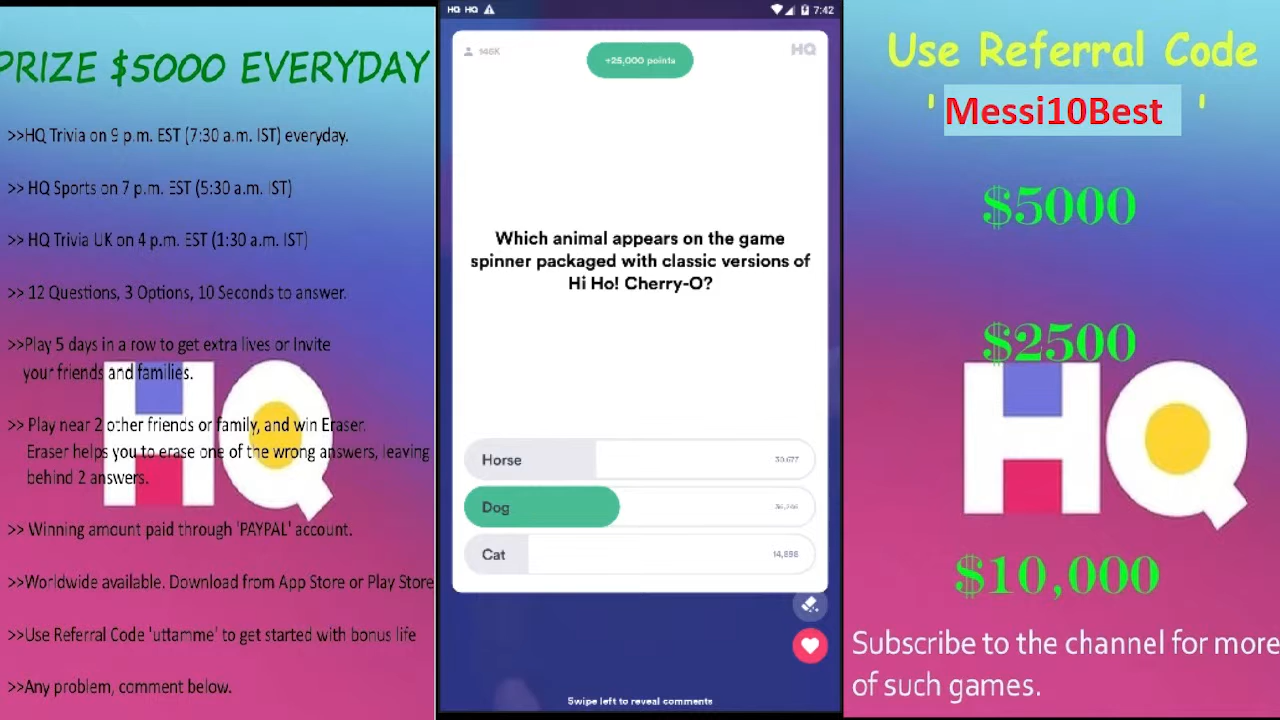 PRIZE $5000 EVERYDAY
>>HQ Trivia on 9 p.m. EST (7:30 a.m. IST) everyday.
>> HQ Sports on 7 p.m. EST (5:30 a.m. IST)
>> HQ Trivia UK on 4 p.m. EST (1:30 a.m. IST)
>> 12 Questions, 3 Options, 10 Seconds to answer.
>>Play 5 days in a row to get extra lives or Invite
your friends and families.
>> Play near 2 other friends or family, and win Eraser.
Eraser helps you to erase one of the wrong answers, leaving
behind 2 answers.
>> Winning amount paid through 'PAYPAL' account.
>>Worldwide available. Download from App Store or Play Store
>>Use Referral Code 'uttamme' to get started with bonus life
>>Any problem, comment below.
HQ
HQ HQ 7:42
146K
+25,000 points
HQ
Which animal appears on the game
spinner packaged with classic versions of
Hi Ho! Cherry-O?
Horse 30,677
Dog
Cat 14,898
Swipe left to reveal comments
Use Referral Code
' Messi10Best '
$5000
$2500
HQ
$10,000
Subscribe to the channel for more
of such games.